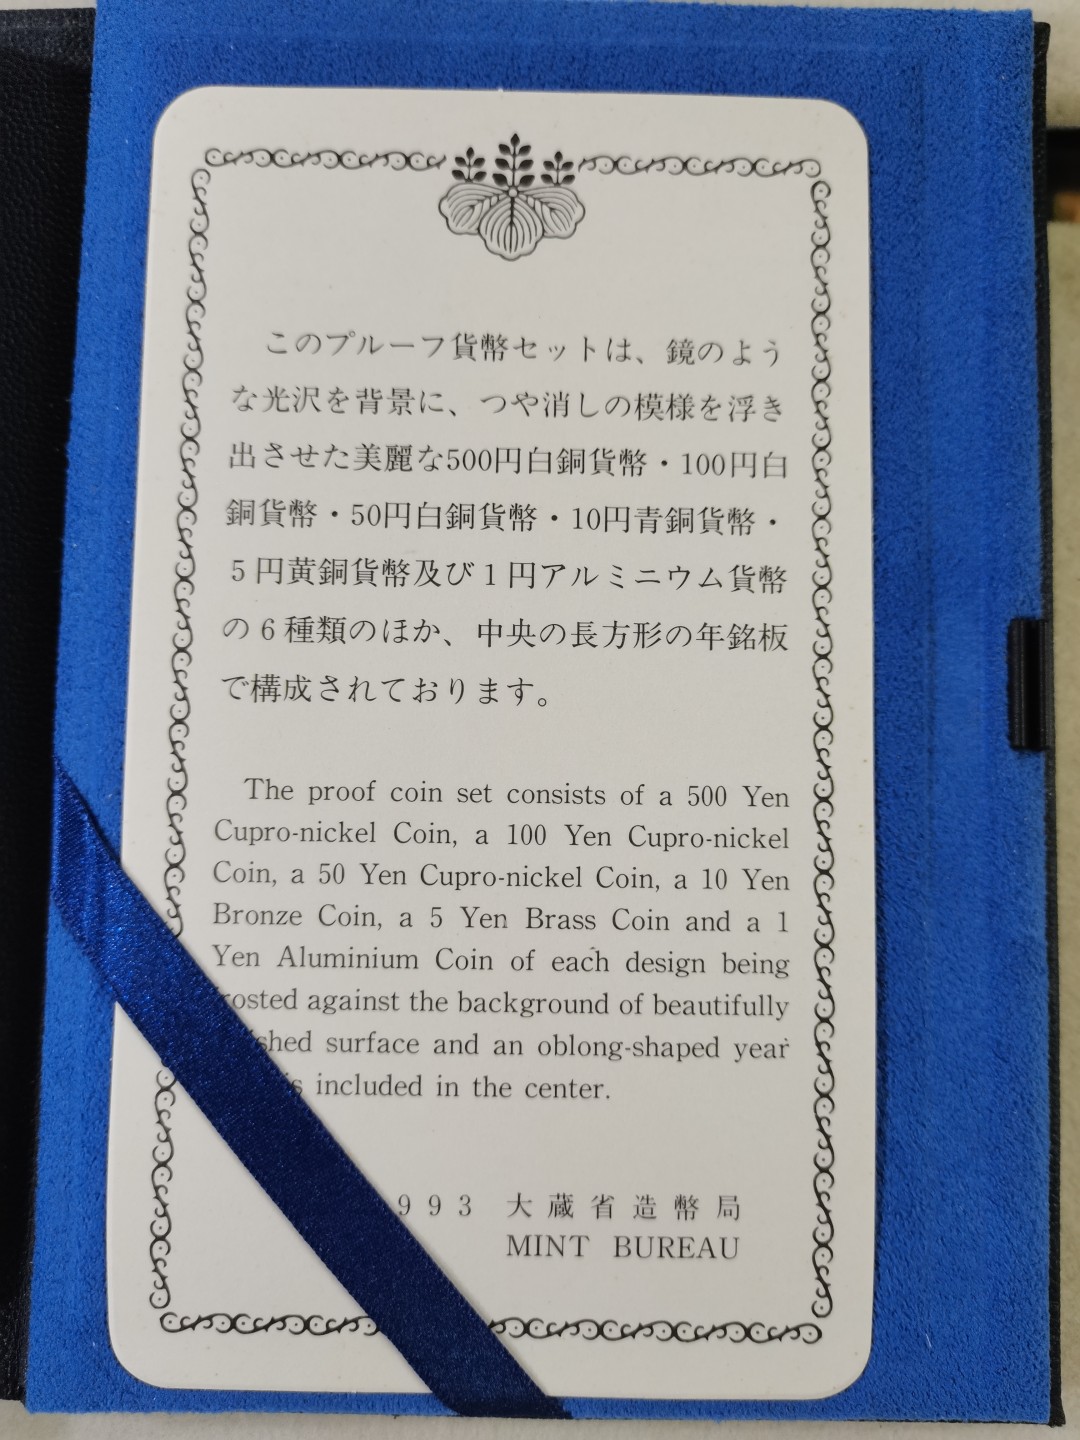 このプルーフ貨幣セットは、鏡のよう
な光沢を背景に、つや消しの模様を浮き
出させた美麗な500円白銅貨幣・100円白
銅貨幣・50円白銅貨幣・10円青銅貨幣・
5円黄銅貨幣及び1円アルミニウム貨幣
の6種類のほか、中央の長方形の年銘板
で構成されております。
The proof coin set consists of a 500 Yen
Cupro-nickel Coin, a 100 Yen Cupro-nickel
Coin, a 50 Yen Cupro-nickel Coin, a 10 Yen
Bronze Coin, a 5 Yen Brass Coin and a 1
Yen Aluminium Coin of each design being
against the background of beautifully
surface and an oblong-shaped year
included in the center.
993 大蔵省造幣局
MINT BUREAU